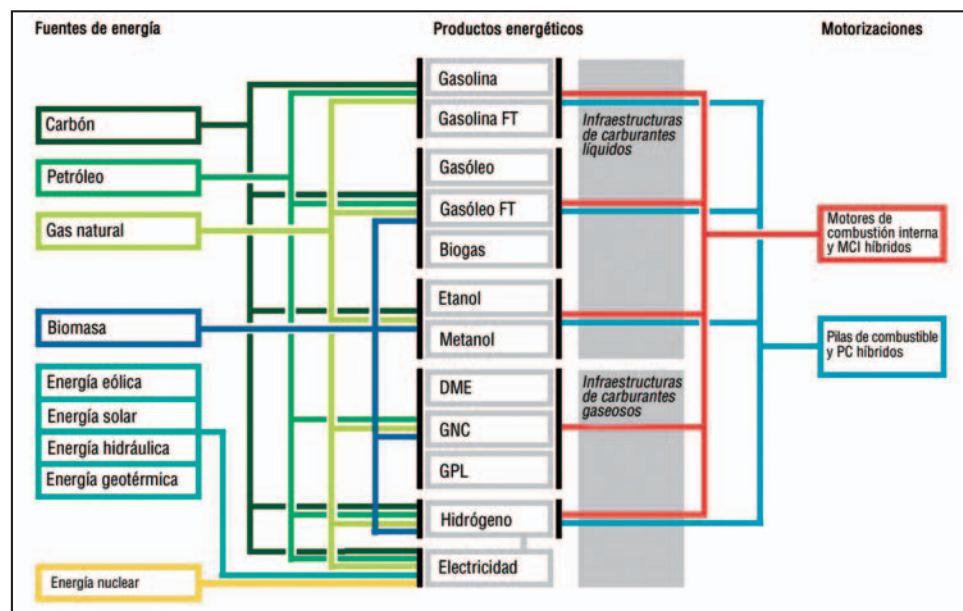 Fuentes de energía
Productos energéticos
Motorizaciones
Carbón
Petróleo
Gas natural
Biomasa
Energía eólica
Energía solar
Energía hidráulica
Energía geotérmica
Energía nuclear
Gasolina
Gasolina FT
Gasóleo
Gasóleo FT
Biogas
Etanol
Metanol
DME
GNC
GPL
Hidrógeno
Electricidad
Infraestructuras
de carburantes
líquidos
Infraestructuras
de carburantes
gaseosos
Motores de
combustión interna
y MCI híbridos
Pilas de combustible
y PC híbridos